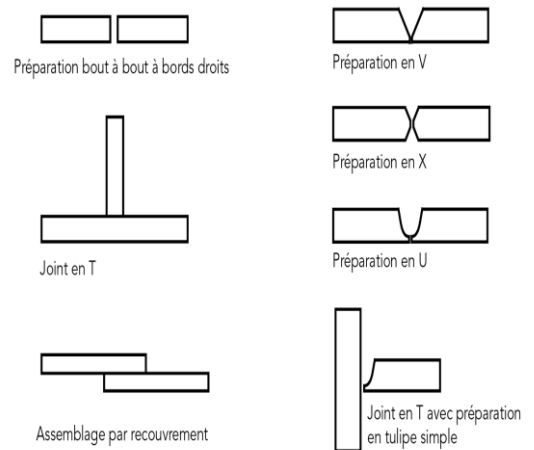 Préparation bout à bout à bords droits
Joint en T
Assemblage par recouvrement
Préparation en V
Préparation en X
Préparation en U
Joint en T avec préparation
en tulipe simple